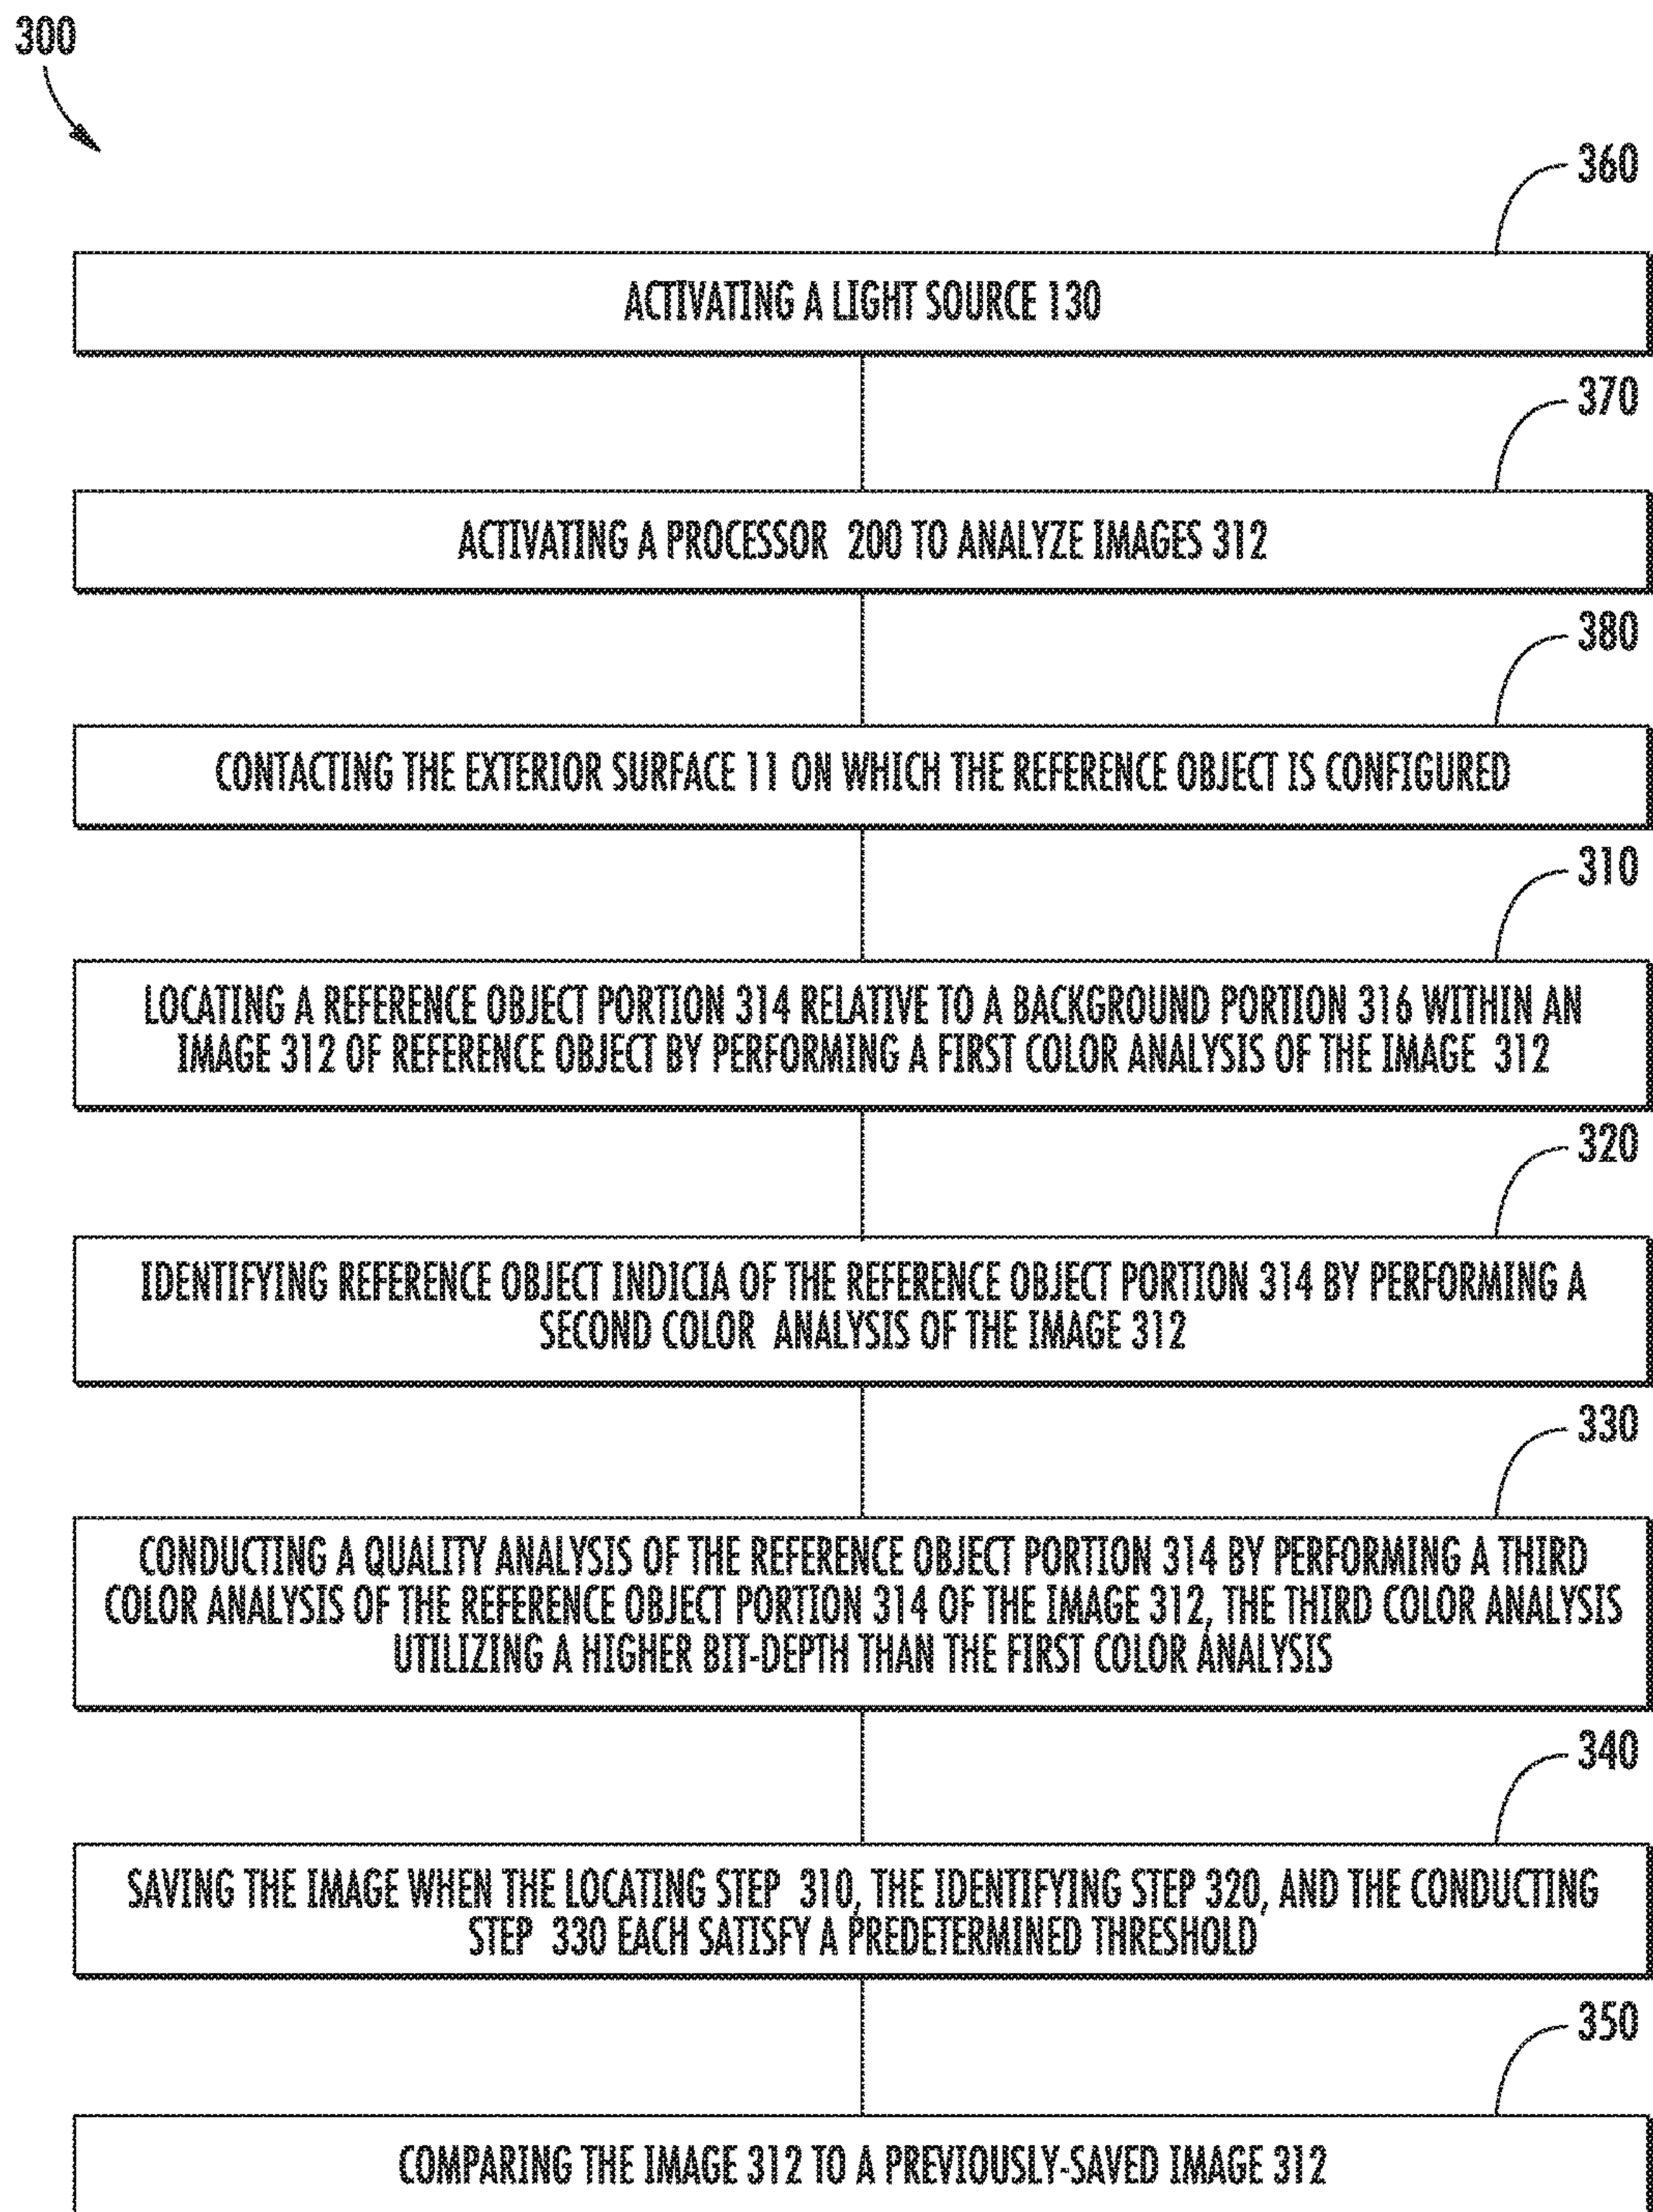 300
360
ACTIVATING A LIGHT SOURCE 130
370
ACTIVATING A PROCESSOR 200 TO ANALYZE IMAGES 312
380
CONTACTING THE EXTERIOR SURFACE 11 ON WHICH THE REFERENCE OBJECT IS CONFIGURED
310
LOCATING A REFERENCE OBJECT PORTION 314 RELATIVE TO A BACKGROUND PORTION 316 WITHIN AN
IMAGE 312 OF REFERENCE OBJECT BY PERFORMING A FIRST COLOR ANALYSIS OF THE IMAGE 312
320
IDENTIFYING REFERENCE OBJECT INDICIA OF THE REFERENCE OBJECT PORTION 314 BY PERFORMING A
SECOND COLOR ANALYSIS OF THE IMAGE 312
330
CONDUCTING A QUALITY ANALYSIS OF THE REFERENCE OBJECT PORTION 314 BY PERFORMING A THIRD
COLOR ANALYSIS OF THE REFERENCE OBJECT PORTION 314 OF THE IMAGE 312, THE THIRD COLOR ANALYSIS
UTILIZING A HIGHER BIT-DEPTH THAN THE FIRST COLOR ANALYSIS
340
SAVING THE IMAGE WHEN THE LOCATING STEP 310, THE IDENTIFYING STEP 320, AND THE CONDUCTING
STEP 330 EACH SATISFY A PREDETERMINED THRESHOLD
350
COMPARING THE IMAGE 312 TO A PREVIOUSLY-SAVED IMAGE 312